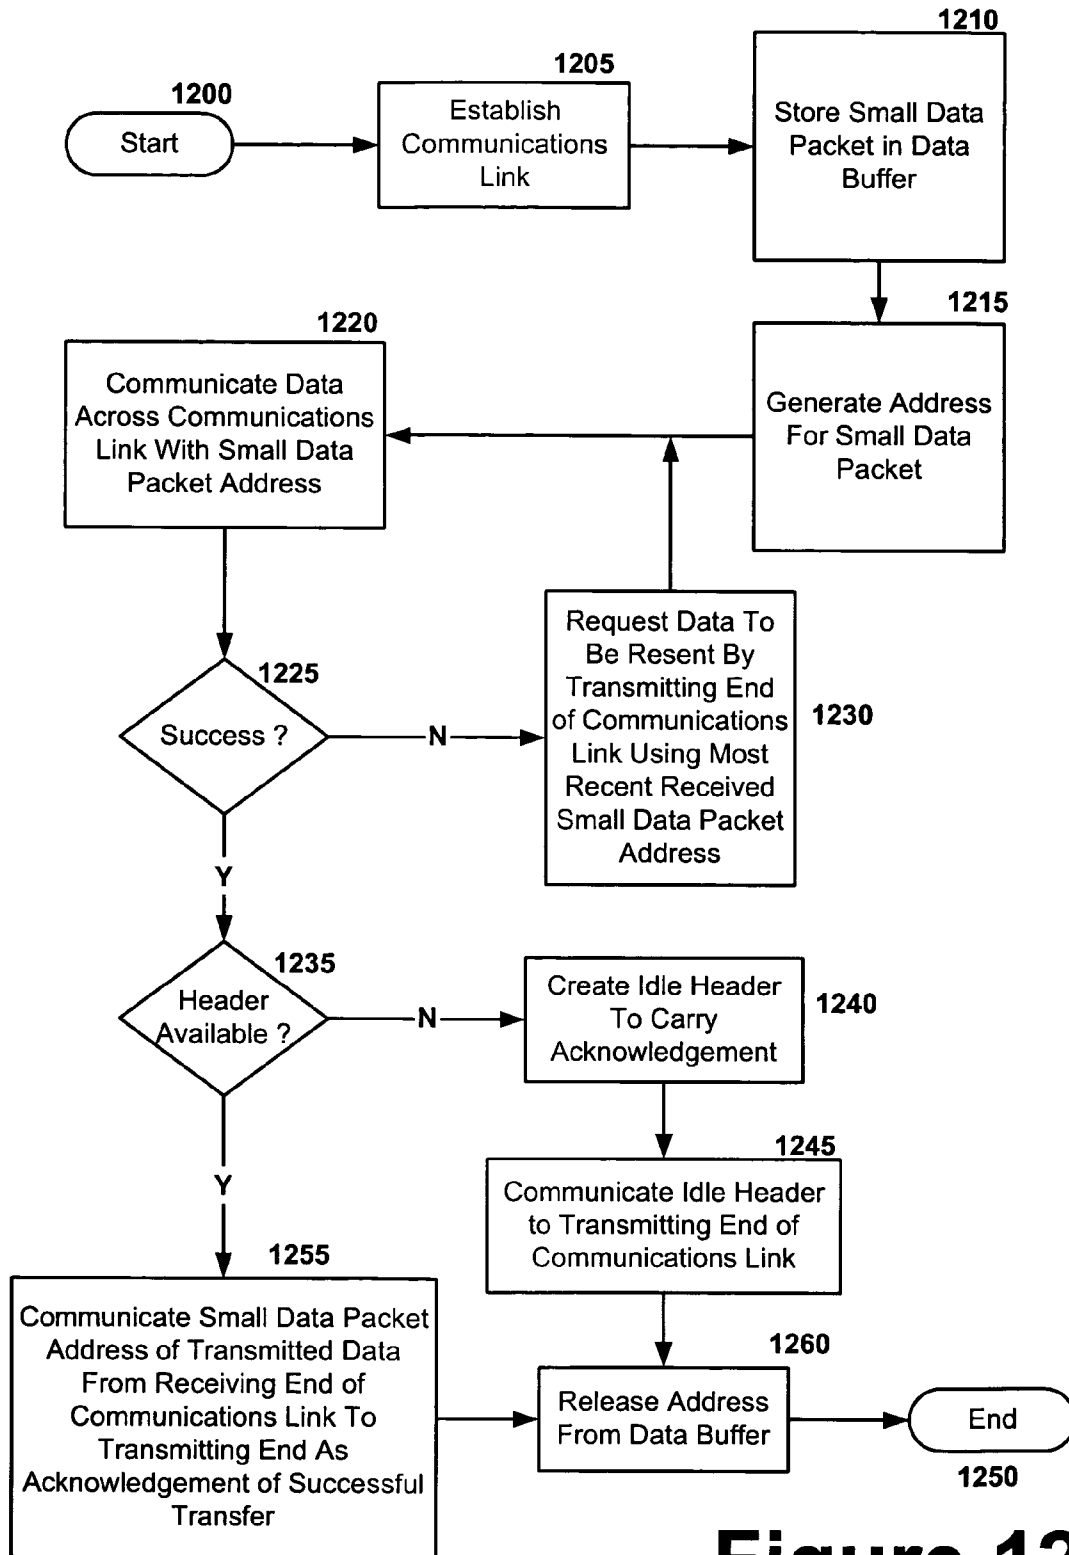 1210
1205
1200
Start
Establish
Communications
Link
Store Small Data
Packet in Data
Buffer
1215
1220
Communicate Data
Across Communications
Link With Small Data
Packet Address
Generate Address
For Small Data
Packet
1225
Success ?
N
Request Data To
Be Resent By
Transmitting End
of Communications
Link Using Most
Recent Received
Small Data Packet
Address
1230
Y
1235
Header
Available ?
N
Create Idle Header
To Carry
Acknowledgement
1240
1245
Communicate Idle Header
to Transmitting End of
Communications Link
Y
1255
Communicate Small Data Packet
Address of Transmitted Data
From Receiving End of
Communications Link To
Transmitting End As
Acknowledgement of Successful
Transfer
1260
Release Address
From Data Buffer
End
1250
Figure 12